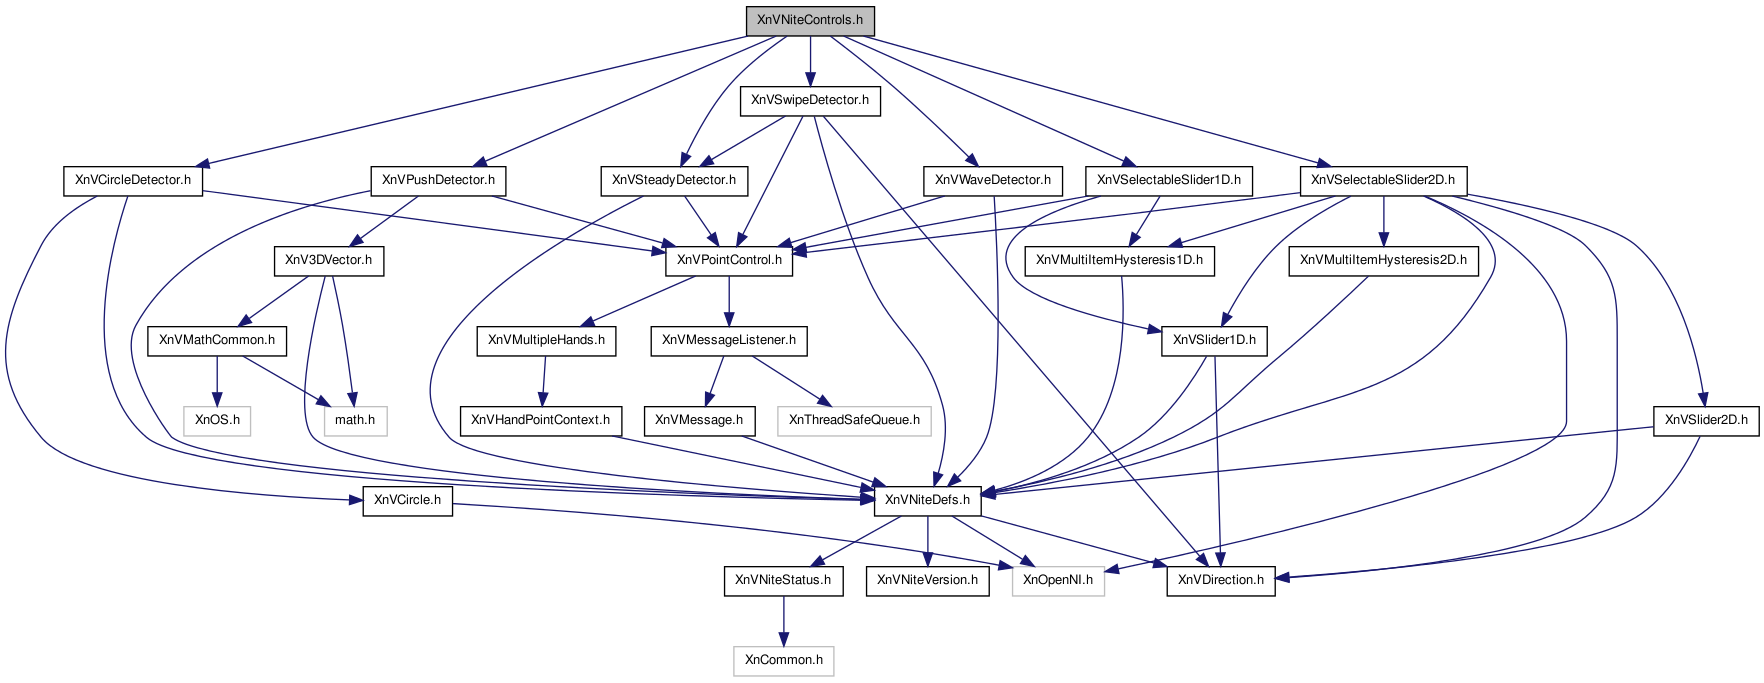 XnVNiteControls.h
XnVSwipeDetector.h
XnVCircleDetector.h
XnVPushDetector.h
XnVSteadyDetector.h
XnVWaveDetector.h
XnVSelectableSlider1D.h
XnVSelectableSlider2D.h
XnV3DVector.h
XnVPointControl.h
XnVMultiItemHysteresis1D.h
XnVMultiItemHysteresis2D.h
XnVMathCommon.h
XnVMultipleHands.h
XnVMessageListener.h
XnVSlider1D.h
XnOS.h
math.h
XnVHandPointContext.h
XnVMessage.h
XnThreadSafeQueue.h
XnVSlider2D.h
XnVCircle.h
XnVNiteDefs.h
XnVNiteStatus.h
XnVNiteVersion.h
XnOpenNI.h
XnVDirection.h
XnCommon.h